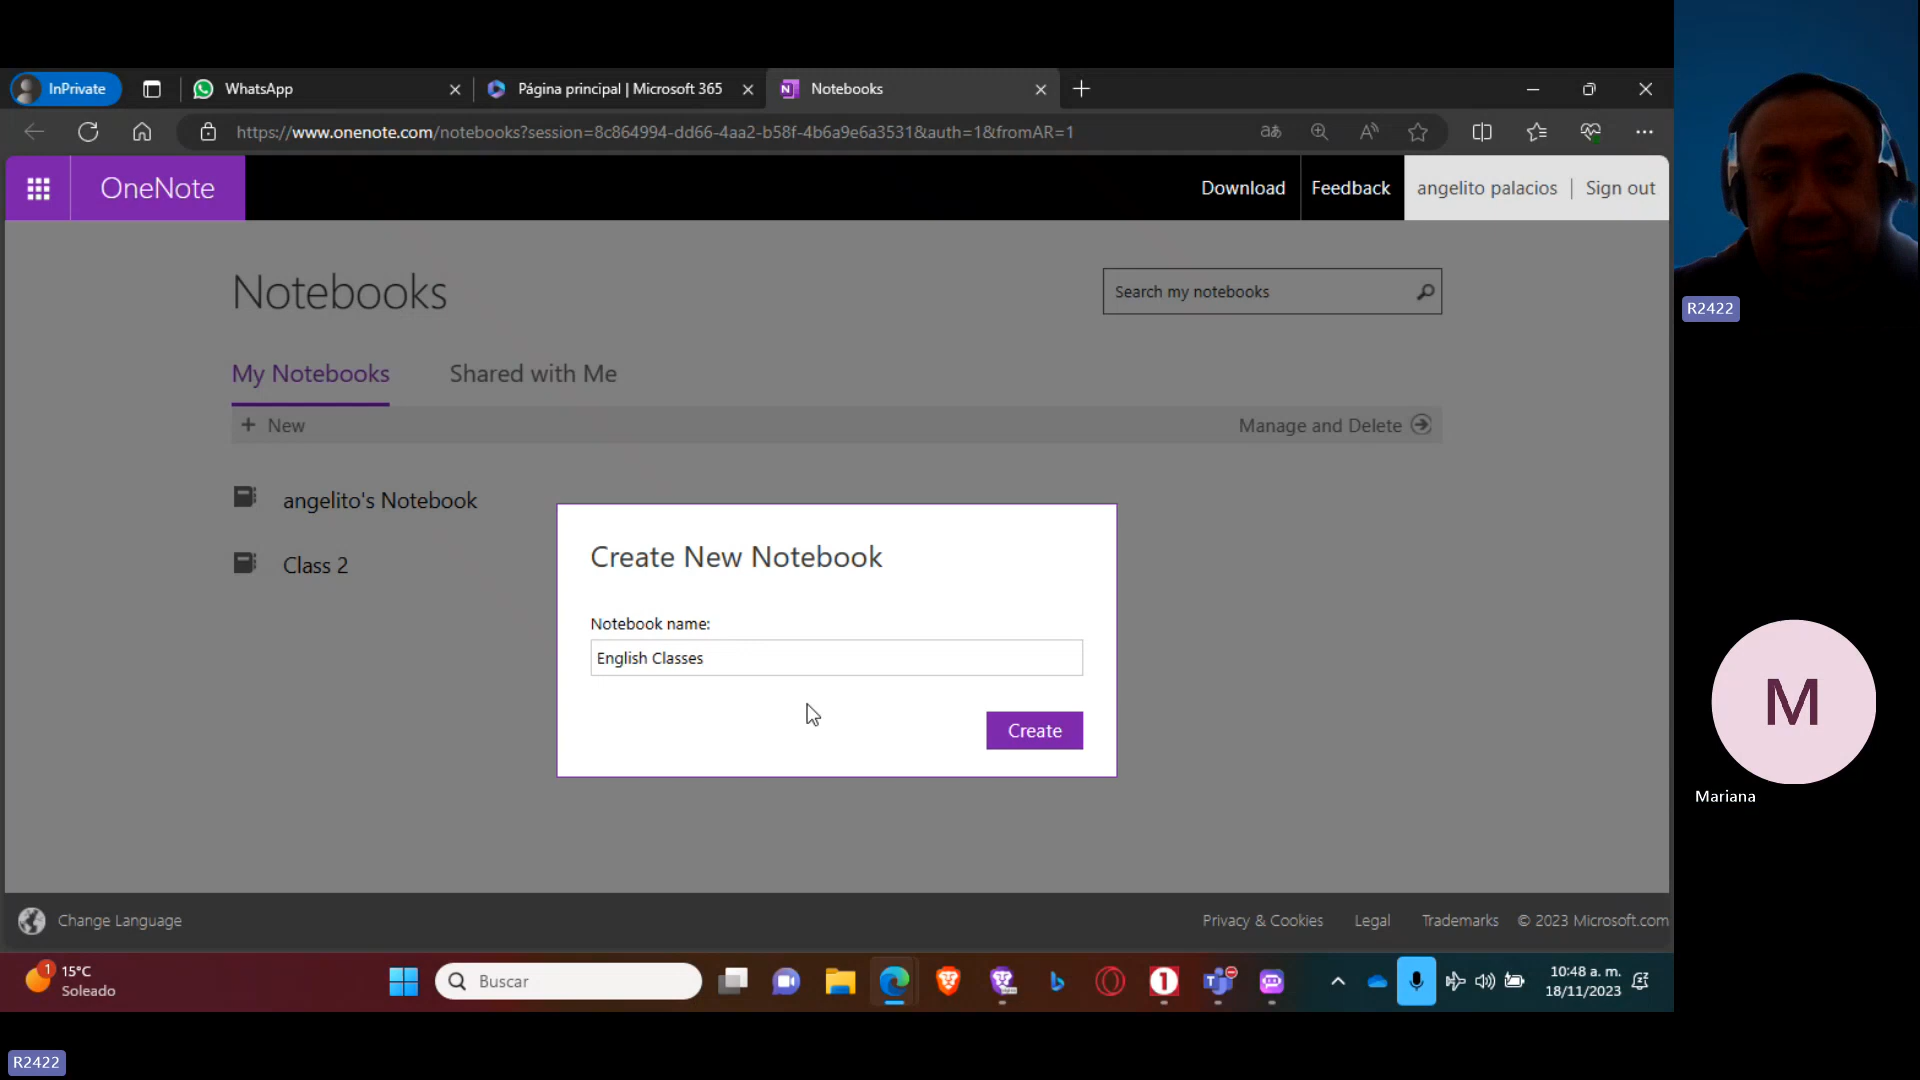 InPrivate
WhatsApp
Página principal | Microsoft 365
Notebooks
https://www.onenote.com/notebooks?session=8c864994-dd66-4aa2-b58f-4b6a9e6a3531&auth=1&fromAR=1
OneNote
Download
Feedback
angelito palacios | Sign out
R2422
Notebooks
Search my notebooks
My Notebooks
Shared with Me
+ New
Manage and Delete
angelito's Notebook
Class 2
Create New Notebook
Notebook name:
English Classes
Create
M
Mariana
Change Language
Privacy & Cookies
Legal
Trademarks
© 2023 Microsoft.com
1
15°C
Soleado
Buscar
10:48 a. m.
18/11/2023
R2422